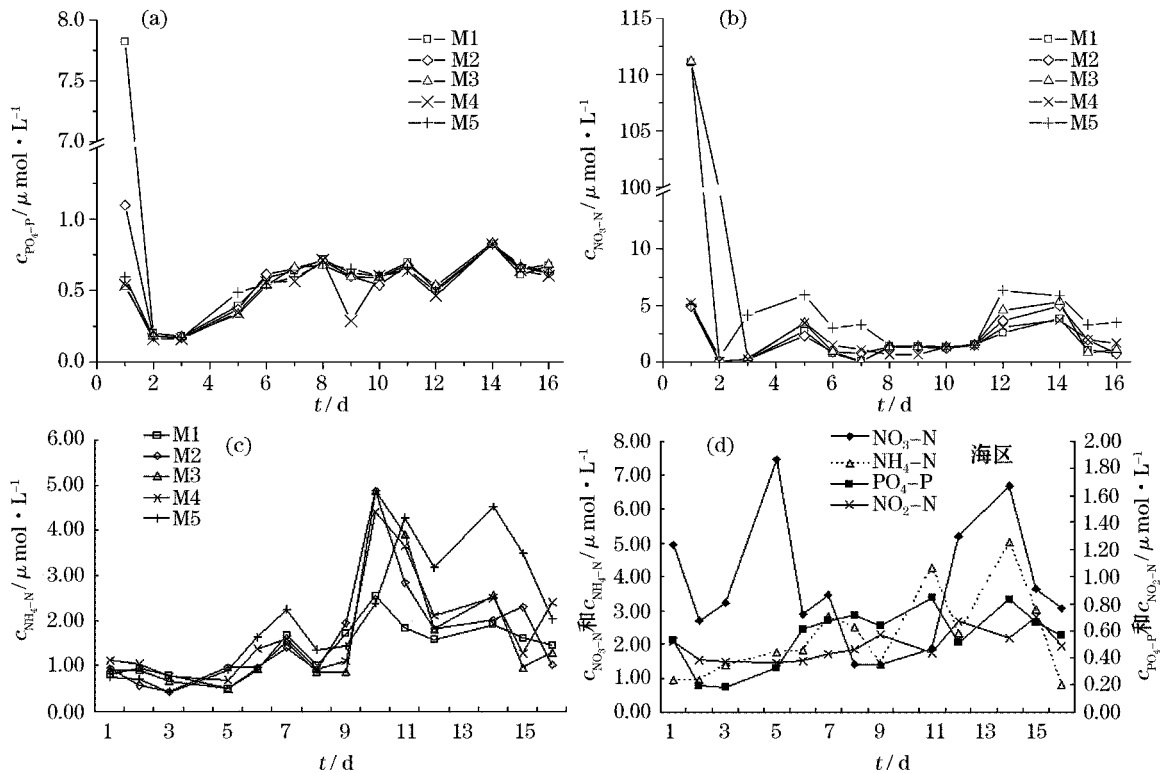 (a)
M1
M2
M3
M4
M5
8.0
7.5
7.0
1.0
0.5
0.0
c_{PO₄-P}/μmol·L⁻¹
0 2 4 6 8 10 12 14 16
t/d
(b)
M1
M2
M3
M4
M5
115
110
105
100
10
5
0
c_{NO₃-N}/μmol·L⁻¹
0 2 4 6 8 10 12 14 16
t/d
(c)
M1
M2
M3
M4
M5
6.00
5.00
4.00
3.00
2.00
1.00
0.00
c_{NH₄-N}/μmol·L⁻¹
1 3 5 7 9 11 13 15
t/d
(d)
NO₃-N
NH₄-N
PO₄-P
NO₂-N
海区
8.00
7.00
6.00
5.00
4.00
3.00
2.00
1.00
0.00
c_{NO₃-N}和c_{NH₄-N}/μmol·L⁻¹
2.00
1.80
1.60
1.40
1.20
1.00
0.80
0.60
0.40
0.20
0.00
c_{PO₄-P}和c_{NO₂-N}/μmol·L⁻¹
1 3 5 7 9 11 13 15
t/d